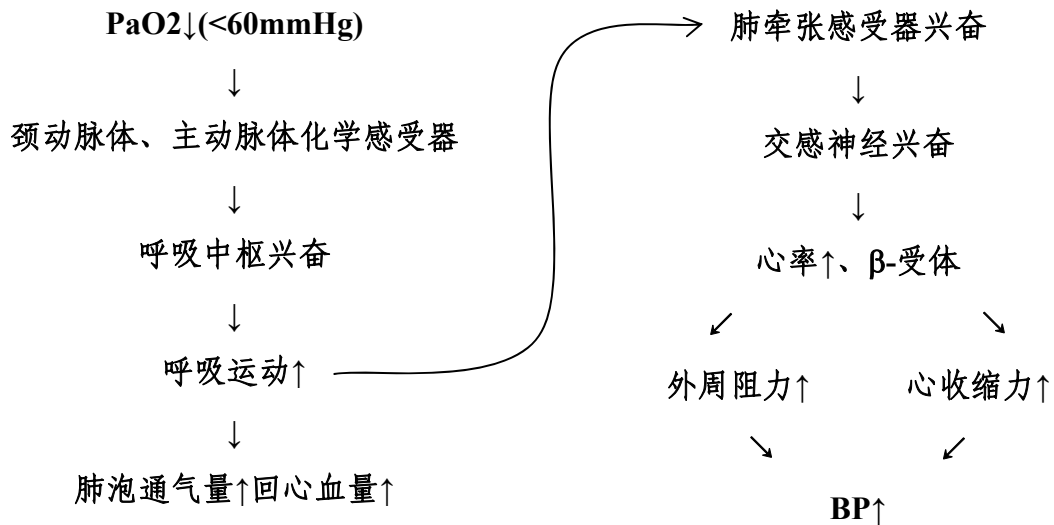 PaO2↓(<60mmHg)
↓
颈动脉体、主动脉体化学感受器
↓
呼吸中枢兴奋
↓
呼吸运动↑
↓
肺泡通气量↑回心血量↑
肺牵张感受器兴奋
↓
交感神经兴奋
↓
心率↑、β-受体
↙ ↘
外周阻力↑ 心收缩力↑
↘ ↙
BP↑